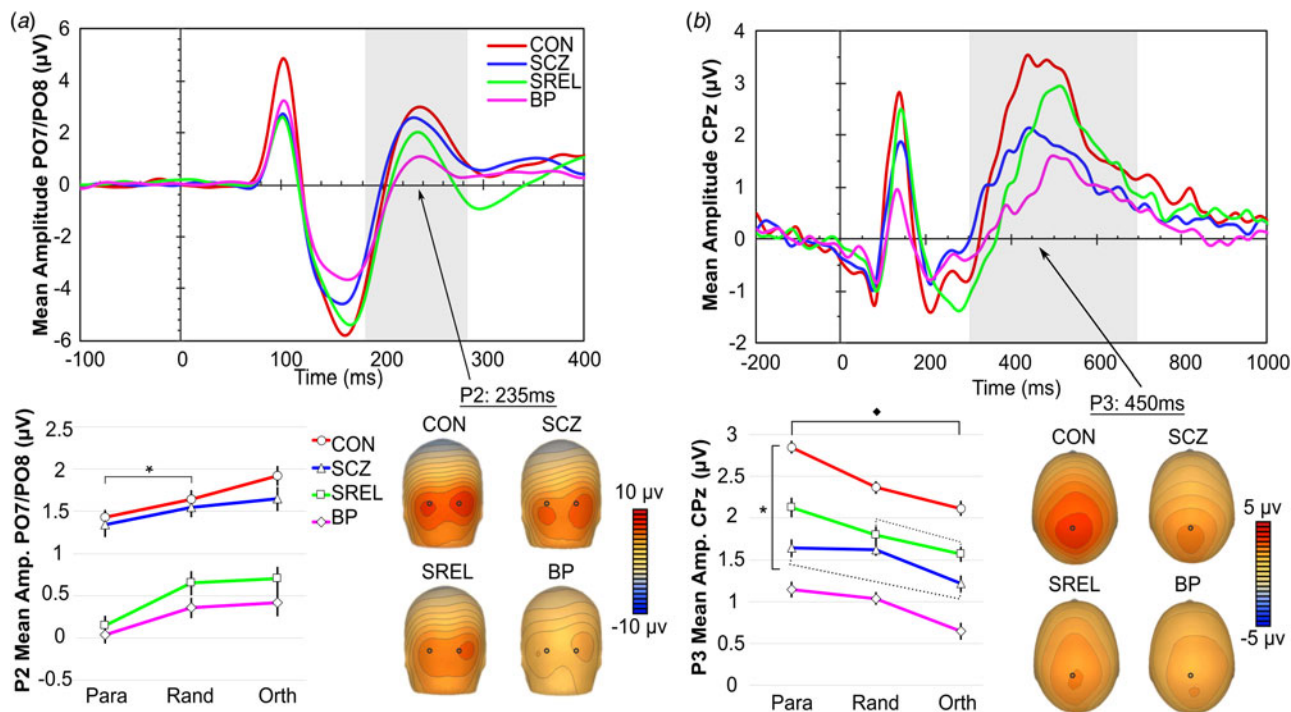 (a)
Mean Amplitude PO7/PO8 (µV)
6
4
2
0
-2
-4
-6
-100
0
100
200
300
400
Time (ms)
CON
SCZ
SREL
BP
P2: 235ms
P2 Mean Amp. PO7/PO8 (µV)
2.5
2
1.5
1
0.5
0
-0.5
Para
Rand
Orth
*
CON
SCZ
SREL
BP
CON
SCZ
SREL
BP
10 µv
-10 µv
(b)
Mean Amplitude CPz (µV)
4
3
2
1
0
-1
-2
-200
0
200
400
600
800
1000
Time (ms)
P3: 450ms
P3 Mean Amp. CPz (µV)
3
2.5
2
1.5
1
0.5
0
Para
Rand
Orth
*
◆
CON
SCZ
SREL
BP
5 µv
-5 µv